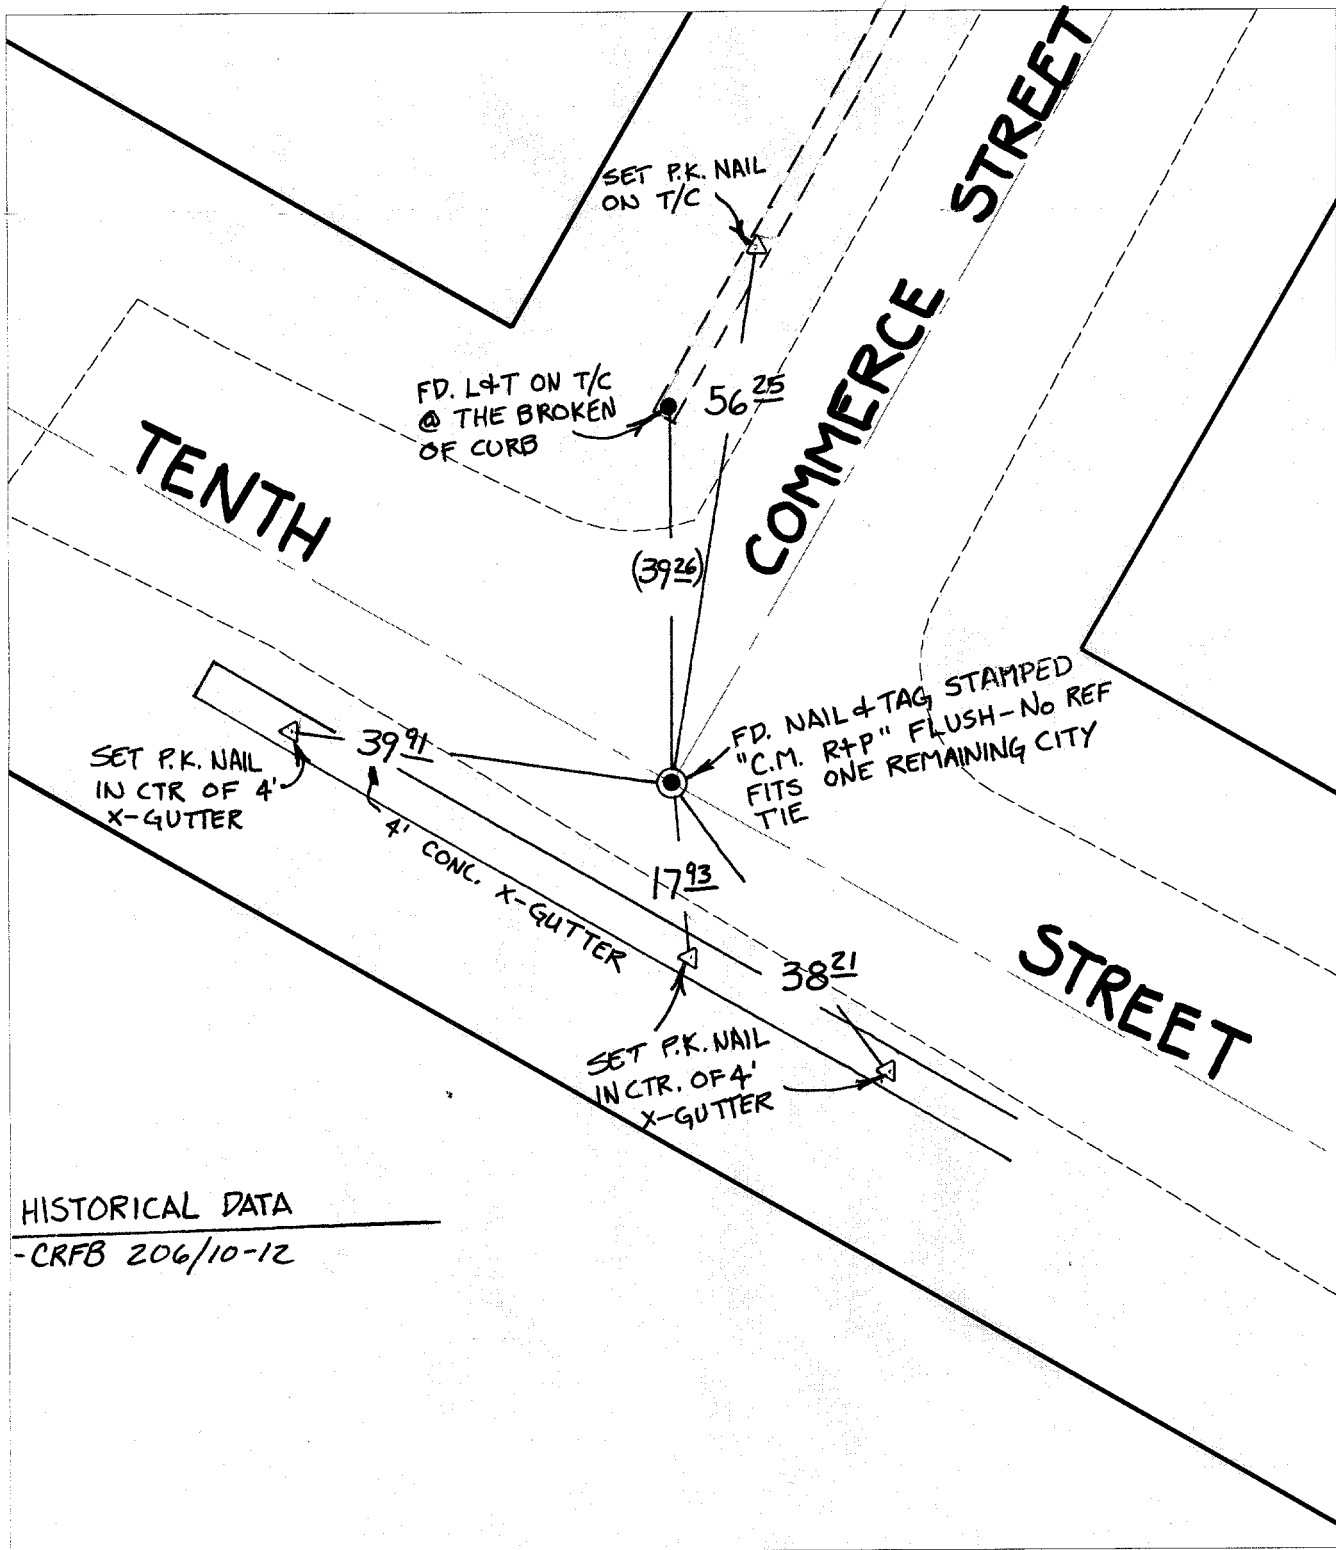 COMMERCE STREET
SET P.K. NAIL
ON T/C
FD. L&T ON T/C
@ THE BROKEN
OF CURB
56 25
TENTH
(39 26)
FD. NAIL & TAG STAMPED
"C.M. R&P" FLUSH-No REF
FITS ONE REMAINING CITY
TIE
39 91
SET P.K. NAIL
IN CTR OF 4'
X-GUTTER
4' CONC. X-GUTTER
17 93
38 21
STREET
SET P.K. NAIL
IN CTR. OF 4'
X-GUTTER
HISTORICAL DATA
-CRFB 206/10-12